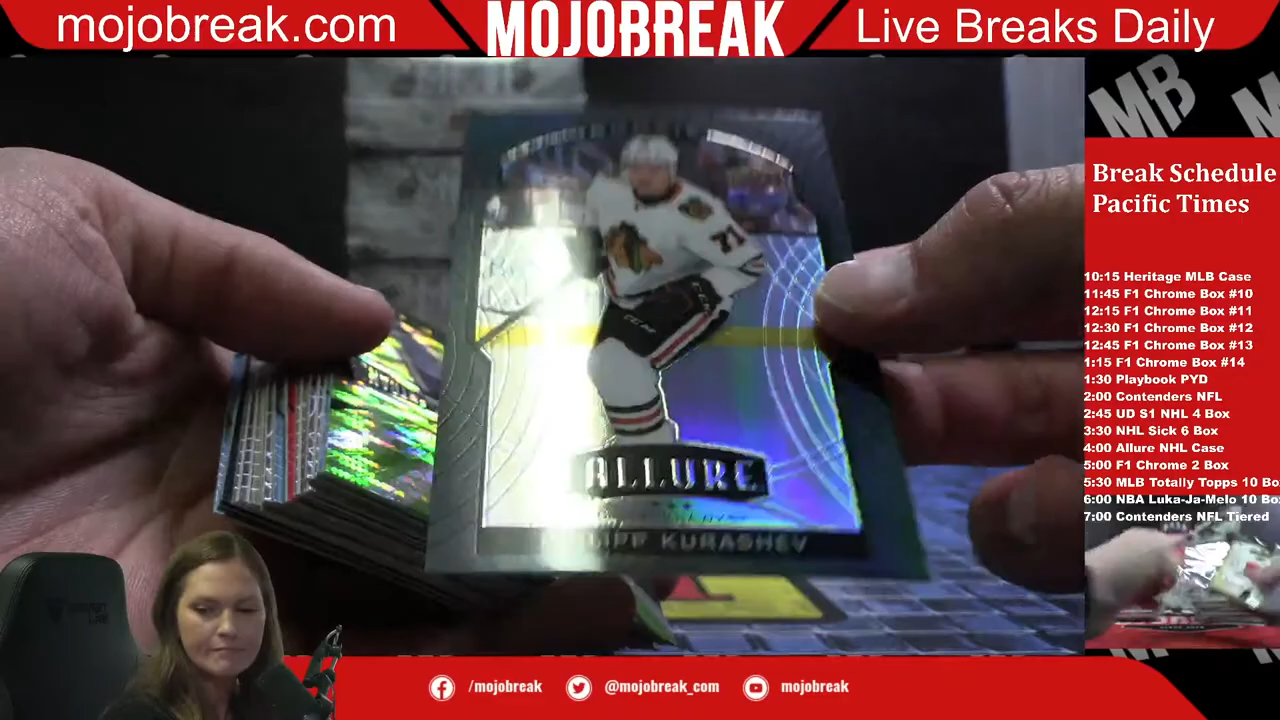 mojobreak.com
MOJOBREAK
Live Breaks Daily
MB
Break Schedule
Pacific Times
10:15 Heritage MLB Case
11:45 F1 Chrome Box #10
12:15 F1 Chrome Box #11
12:30 F1 Chrome Box #12
12:45 F1 Chrome Box #13
1:15 F1 Chrome Box #14
1:30 Playbook PYD
2:00 Contenders NFL
2:45 UD S1 NHL 4 Box
3:30 NHL Sick 6 Box
4:00 Allure NHL Case
5:00 F1 Chrome 2 Box
5:30 MLB Totally Topps 10 Bo
6:00 NBA Luka-Ja-Melo 10 Box
7:00 Contenders NFL Tiered
71
CCM
CCM
ALLURE
KURASHEV
/mojobreak
@mojobreak_com
mojobreak